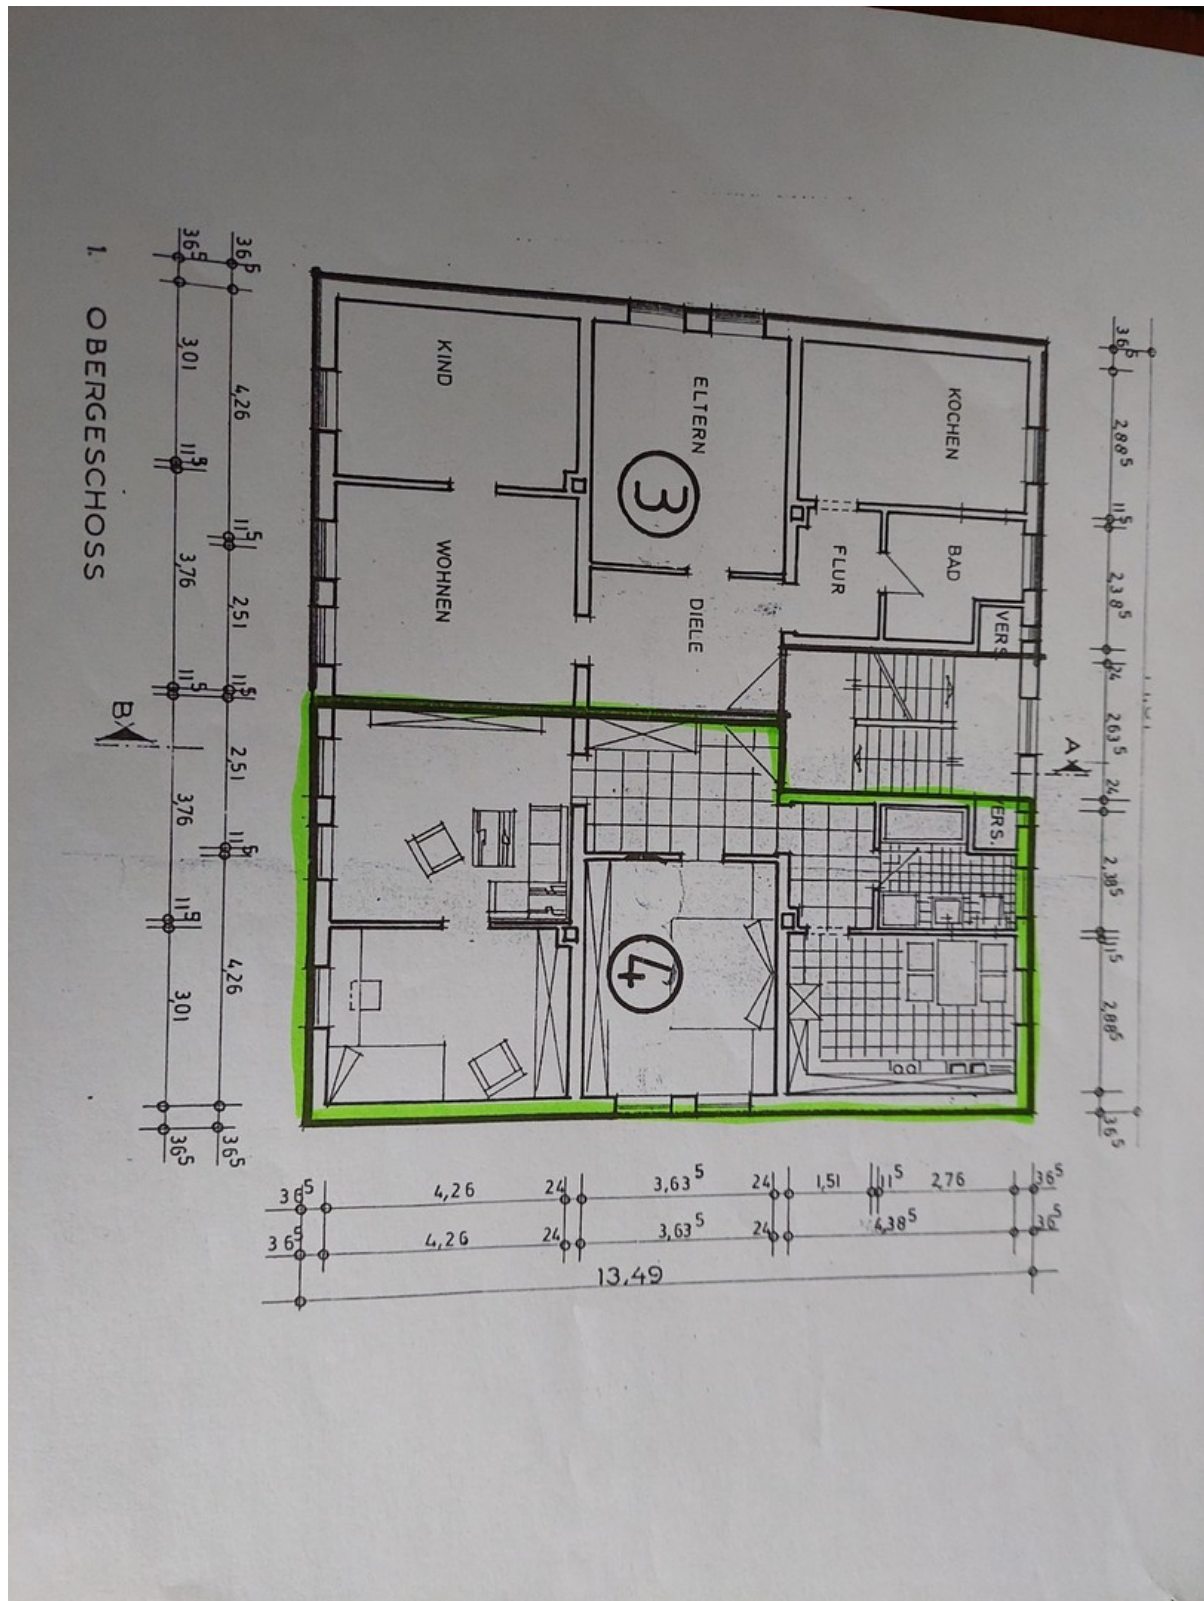 1. OBERGESCHOSS
36⁵ 3,01 11⁵ 3,76 11⁵ 3,76 11⁵ 3,01 36⁵
36⁵ 4,26 11⁵ 2,51 11⁵ 2,51 11⁵ 4,26 36⁵
B
KIND
WOHNEN
ELTERN
3
DIELE
KOCHEN
FLUR
BAD
VERS
VERS.
4
A
36⁵ 2,88⁵ 11⁵ 2,38⁵ 24 2,63⁵ 24 2,38⁵ 11⁵ 2,88⁵ 36⁵
36⁵ 4,26 24 3,63⁵ 24 1,51 11⁵ 2,76 36⁵
36⁵ 4,26 24 3,63⁵ 24 4,38⁵ 36⁵
13,49